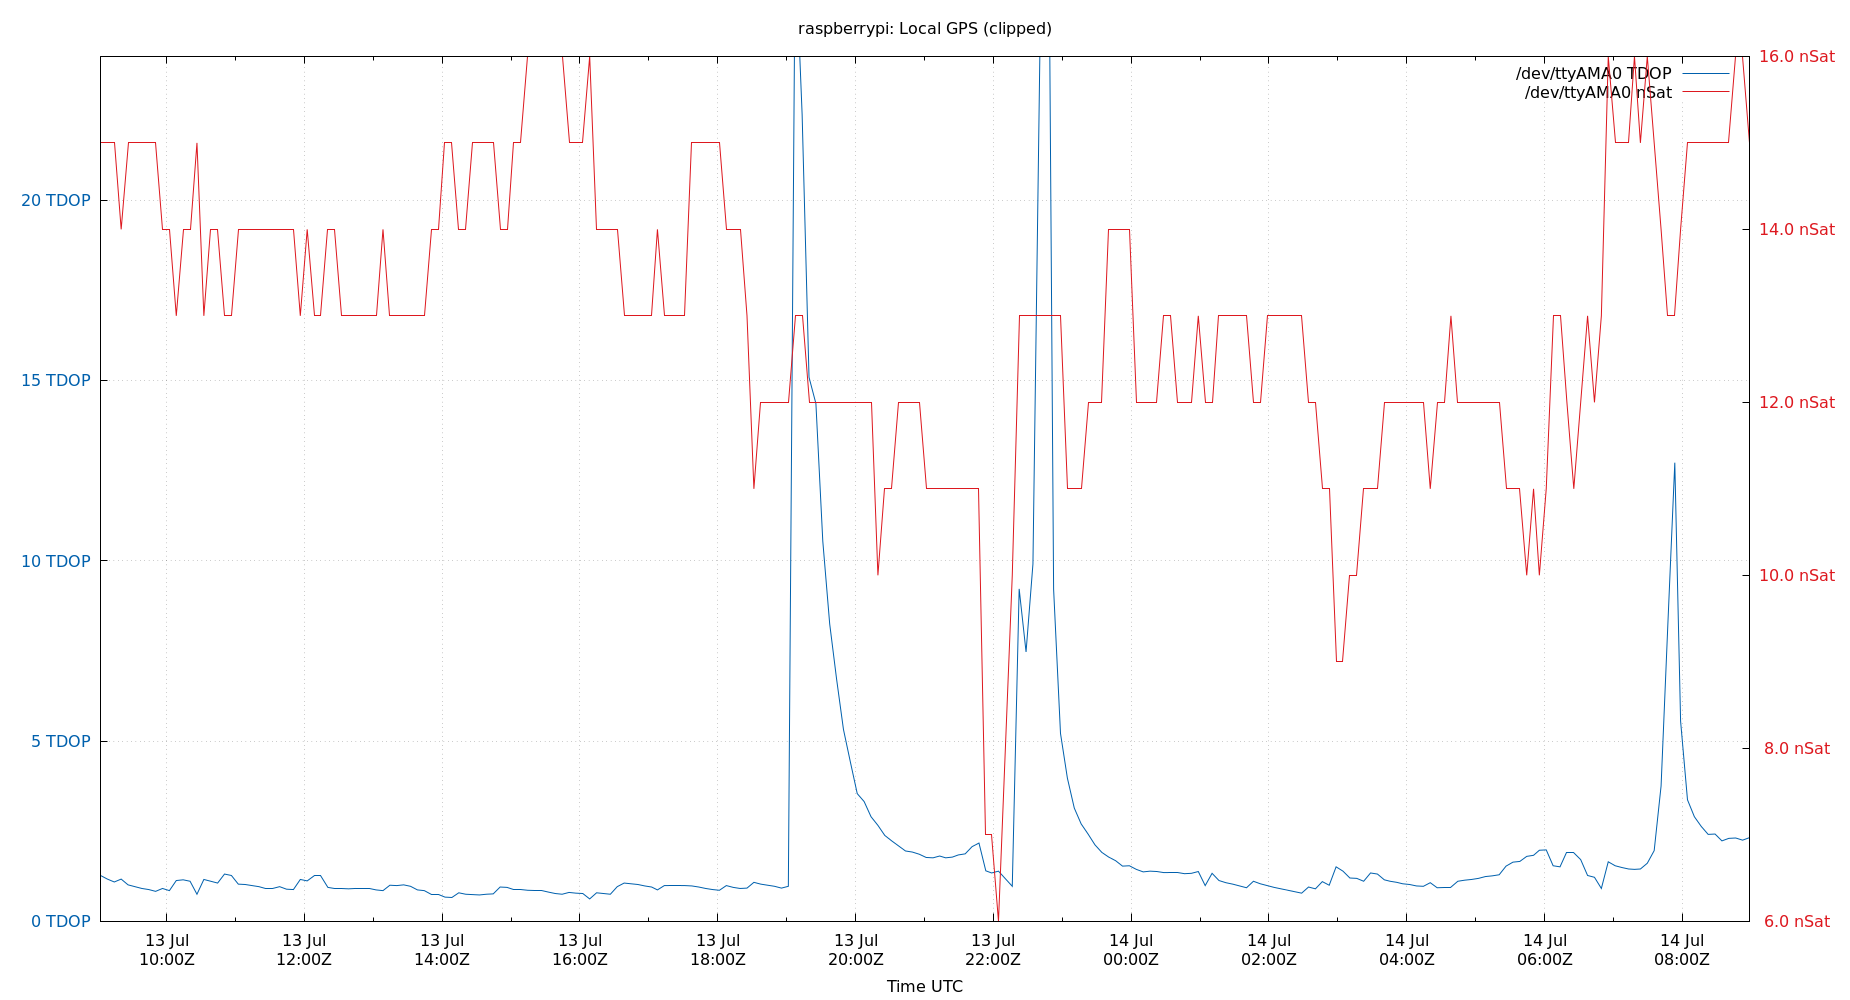 raspberrypi: Local GPS (clipped)
16.0 nSat
/dev/ttyAMA0 TDOP
/dev/ttyAMA0 nSat
20 TDOP
14.0 nSat
15 TDOP
12.0 nSat
10 TDOP
10.0 nSat
5 TDOP
8.0 nSat
0 TDOP
6.0 nSat
13 Jul 13 Jul 13 Jul 13 Jul 13 Jul 13 Jul 13 Jul 14 Jul 14 Jul 14 Jul 14 Jul 14 Jul
10:00Z 12:00Z 14:00Z 16:00Z 18:00Z 20:00Z 22:00Z 00:00Z 02:00Z 04:00Z 06:00Z 08:00Z
Time UTC